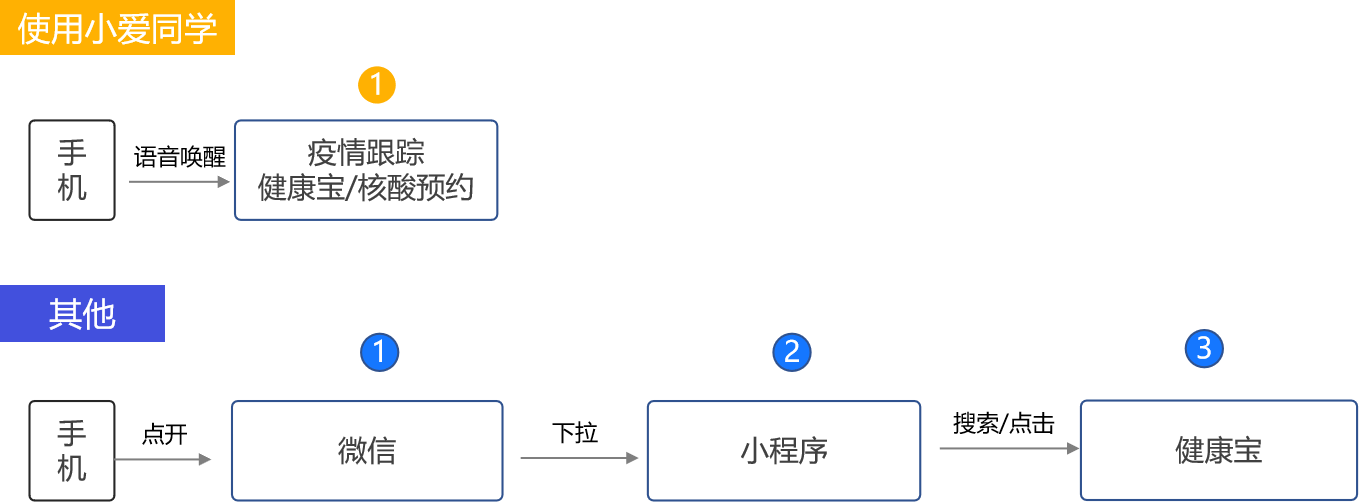 使用小爱同学
1
手
机
语音唤醒
疫情跟踪
健康宝/核酸预约
其他
1
2
3
手
机
点开
微信
下拉
小程序
搜索/点击
健康宝